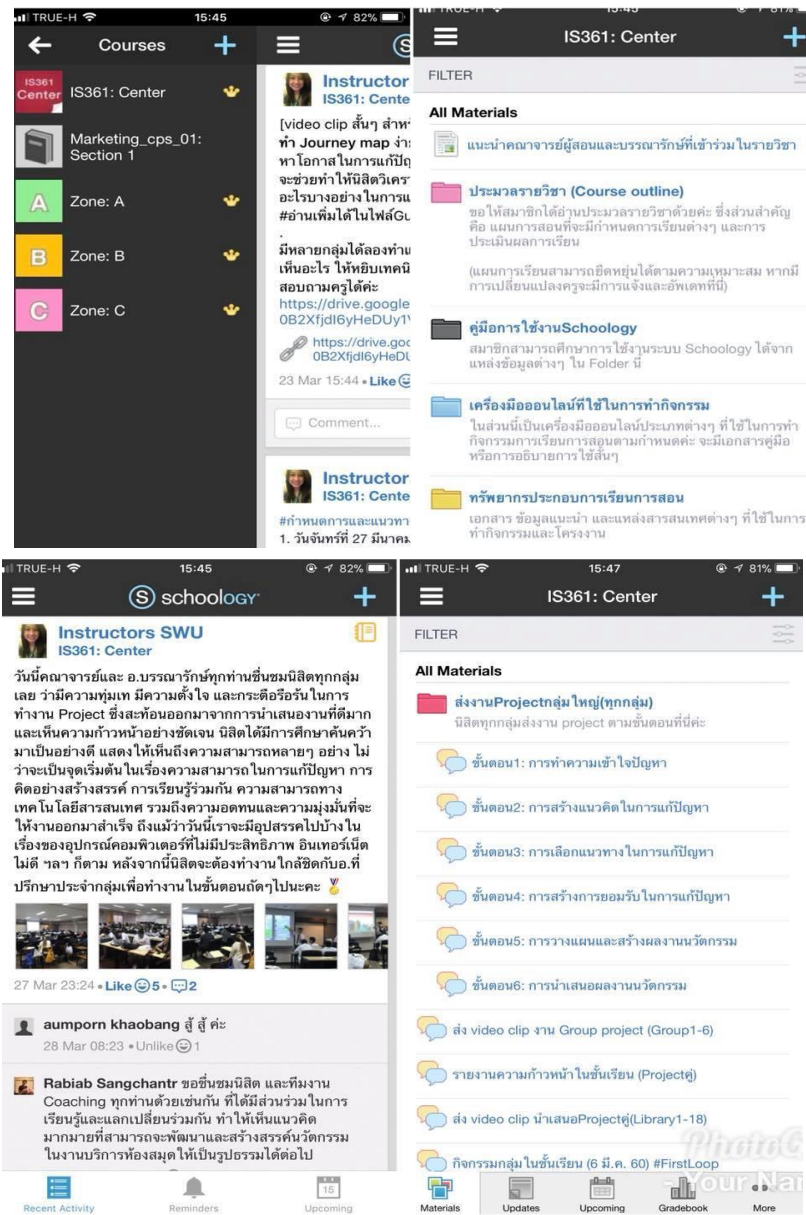 TRUE-H 15:45 82%
Courses
IS361 Center
IS361: Center
Marketing_cps_01:
Section 1
A Zone: A
B Zone: B
C Zone: C
Instructor
IS361: Cente
[video clip สั้นๆ สำหร
ทำ Journey map ง่า
หาโอกาสในการแก้ปัญ
จะช่วยทำให้นิสิตวิเครา
อะไรบางอย่างในการแ
#อ่านเพิ่มได้ในไฟล์Gu
.
มีหลายกลุ่มได้ลองทำแ
เห็นอะไร ให้หยิบเทคนิ
สอบถามครูได้ค่ะ
https://drive.google
0B2XfjdI6yHeDUy1
https://drive.goo
0B2XfjdI6yHeDU
23 Mar 15:44 • Like
Comment...
Instructor
IS361: Cente
#กำหนดการและแนวทา
1. วันจันทร์ที่ 27 มีนาคม
IS361: Center
FILTER
All Materials
แนะนำคณาจารย์ผู้สอนและบรรณารักษ์ที่เข้าร่วมในรายวิชา
ประมวลรายวิชา (Course outline)
ขอให้สมาชิกได้อ่านประมวลรายวิชาด้วยค่ะ ซึ่งส่วนสำคัญ
คือ แผนการสอนที่จะมีกำหนดการเรียนต่างๆ และการ
ประเมินผลการเรียน
(แผนการเรียนสามารถยืดหยุ่นได้ตามความเหมาะสม หากมี
การเปลี่ยนแปลงครูจะมีการแจ้งและอัพเดทที่นี่)
คู่มือการใช้งานSchoology
สมาชิกสามารถศึกษาการใช้งานระบบ Schoology ได้จาก
แหล่งข้อมูลต่างๆ ใน Folder นี้
เครื่องมือออนไลน์ที่ใช้ในการทำกิจกรรม
ในส่วนนี้เป็นเครื่องมือออนไลน์ประเภทต่างๆ ที่ใช้ในการทำ
กิจกรรมการเรียนการสอนตามกำหนดค่ะ จะมีเอกสารคู่มือ
หรือการอธิบายการใช้สั้นๆ
ทรัพยากรประกอบการเรียนการสอน
เอกสาร ข้อมูลแนะนำ และแหล่งสารสนเทศต่างๆ ที่ใช้ในการ
ทำกิจกรรมและโครงงาน
TRUE-H 15:45 82%
S schoology
Instructors SWU
IS361: Center
วันนี้คณาจารย์และ อ.บรรณารักษ์ทุกท่านชื่นชมนิสิตทุกกลุ่ม
เลย ว่ามีความทุ่มเท มีความตั้งใจ และกระตือรือรันในการ
ทำงาน Project ซึ่งสะท้อนออกมาจากการนำเสนองานที่ดีมาก
และเห็นความก้าวหน้าอย่างชัดเจน นิสิตได้มีการศึกษาค้นคว้า
มาเป็นอย่างดี แสดงให้เห็นถึงความสามารถหลายๆ อย่าง ไม่
ว่าจะเป็นจุดเริ่มต้นในเรื่องความสามารถในการแก้ปัญหา การ
คิดอย่างสร้างสรรค์ การเรียนรู้ร่วมกัน ความสามารถทาง
เทคโนโลยีสารสนเทศ รวมถึงความอดทนและความมุ่งมั่นที่จะ
ให้งานออกมาสำเร็จ ถึงแม้ว่าวันนี้เราจะมีอุปสรรคไปบ้างใน
เรื่องของอุปกรณ์คอมพิวเตอร์ที่ไม่มีประสิทธิภาพ อินเทอร์เน็ต
ไม่ดี ฯลฯ ก็ตาม หลังจากนี้นิสิตจะต้องทำงานใกล้ชิดกับอ.ที่
ปรึกษาประจำกลุ่มเพื่อทำงานในขั้นตอนถัดๆไปนะคะ
27 Mar 23:24 • Like 5 • 2
aumporn khaobang สู้ สู้ ค่ะ
28 Mar 08:23 • Unlike 1
Rabiab Sangchantr ขอชื่นชมนิสิต และทีมงาน
Coaching ทุกท่านด้วยเช่นกัน ที่ได้มีส่วนร่วมในการ
เรียนรู้และแลกเปลี่ยนร่วมกัน ทำให้เห็นแนวคิด
มากมายที่สามารถจะพัฒนาและสร้างสรรค์นวัตกรรม
ในงานบริการห้องสมุดให้เป็นรูปธรรมได้ต่อไป
Recent Activity Reminders Upcoming
TRUE-H 15:47 81%
IS361: Center
FILTER
All Materials
ส่งงานProjectกลุ่มใหญ่(ทุกกลุ่ม)
นิสิตทุกกลุ่มส่งงาน project ตามขั้นตอนที่นี่ค่ะ
ขั้นตอน1: การทำความเข้าใจปัญหา
ขั้นตอน2: การสร้างแนวคิดในการแก้ปัญหา
ขั้นตอน3: การเลือกแนวทางในการแก้ปัญหา
ขั้นตอน4: การสร้างการยอมรับในการแก้ปัญหา
ขั้นตอน5: การวางแผนและสร้างผลงานนวัตกรรม
ขั้นตอน6: การนำเสนอผลงานนวัตกรรม
ส่ง video clip งาน Group project (Group1-6)
รายงานความก้าวหน้าในชั้นเรียน (Projectคู่)
ส่ง video clip นำเสนอProjectคู่(Library1-18)
กิจกรรมกลุ่มในชั้นเรียน (6 มี.ค. 60) #FirstLoop
PhotoG
- Your Nam
Materials Updates Upcoming Gradebook More